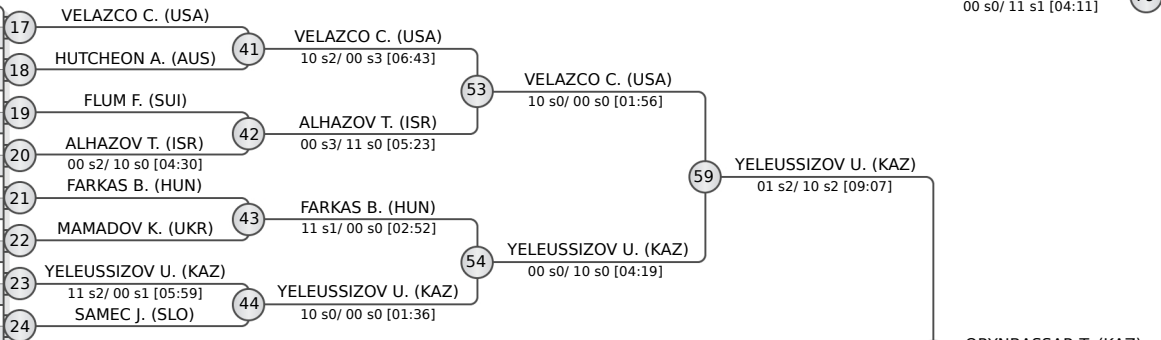 17
VELAZCO C. (USA)
18
HUTCHEON A. (AUS)
19
FLUM F. (SUI)
20
ALHAZOV T. (ISR)
00 s2/ 10 s0 [04:30]
21
FARKAS B. (HUN)
22
MAMADOV K. (UKR)
23
YELEUSSIZOV U. (KAZ)
11 s2/ 00 s1 [05:59]
24
SAMEC J. (SLO)
41
VELAZCO C. (USA)
10 s2/ 00 s3 [06:43]
42
ALHAZOV T. (ISR)
00 s3/ 11 s0 [05:23]
43
FARKAS B. (HUN)
11 s1/ 00 s0 [02:52]
44
YELEUSSIZOV U. (KAZ)
10 s0/ 00 s0 [01:36]
53
VELAZCO C. (USA)
10 s0/ 00 s0 [01:56]
54
YELEUSSIZOV U. (KAZ)
00 s0/ 10 s0 [04:19]
59
YELEUSSIZOV U. (KAZ)
01 s2/ 10 s2 [09:07]
00 s0/ 11 s1 [04:11]